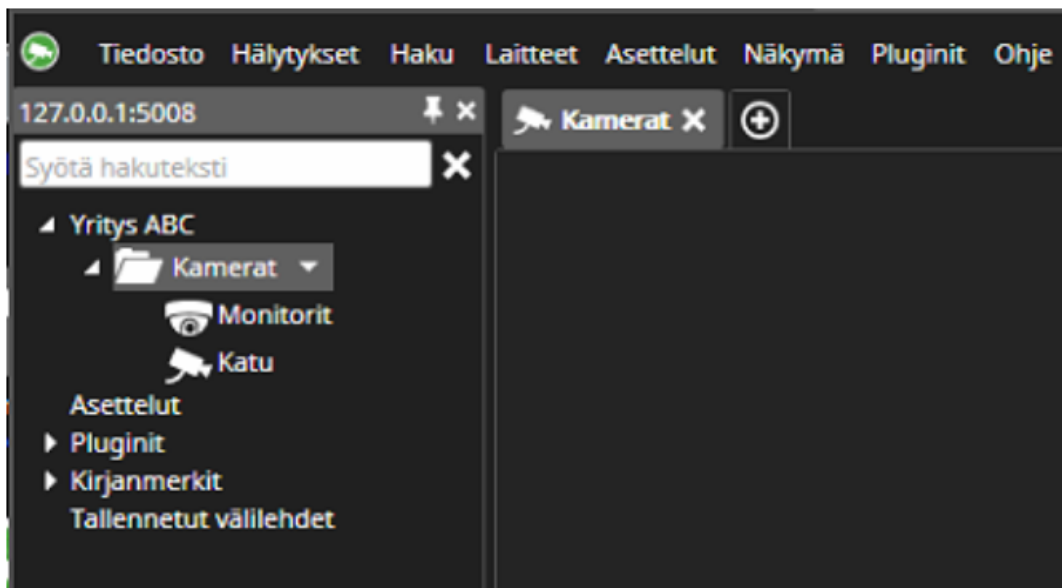 Tiedosto Hälytykset Haku Laitteet Asettelut Näkymä Pluginit Ohje
127.0.0.1:5008
Kamerat
Syötä hakuteksti
Yritys ABC
Kamerat
Monitorit
Katu
Asettelut
Pluginit
Kirjanmerkit
Tallennetut välilehdet